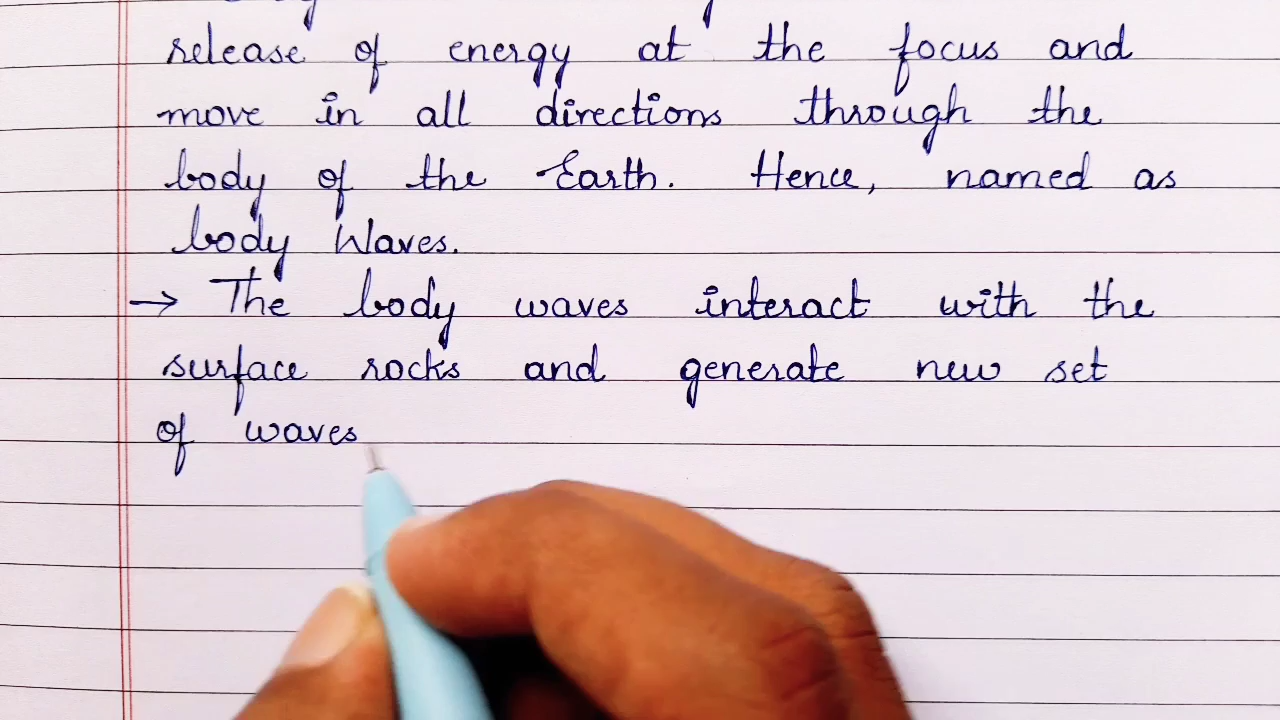 release of energy at the focus and
move in all directions through the
body of the Earth. Hence, named as
body Waves.
→ The body waves interact with the
surface rocks and generate new set
of waves